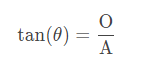 tan(θ) = O/A